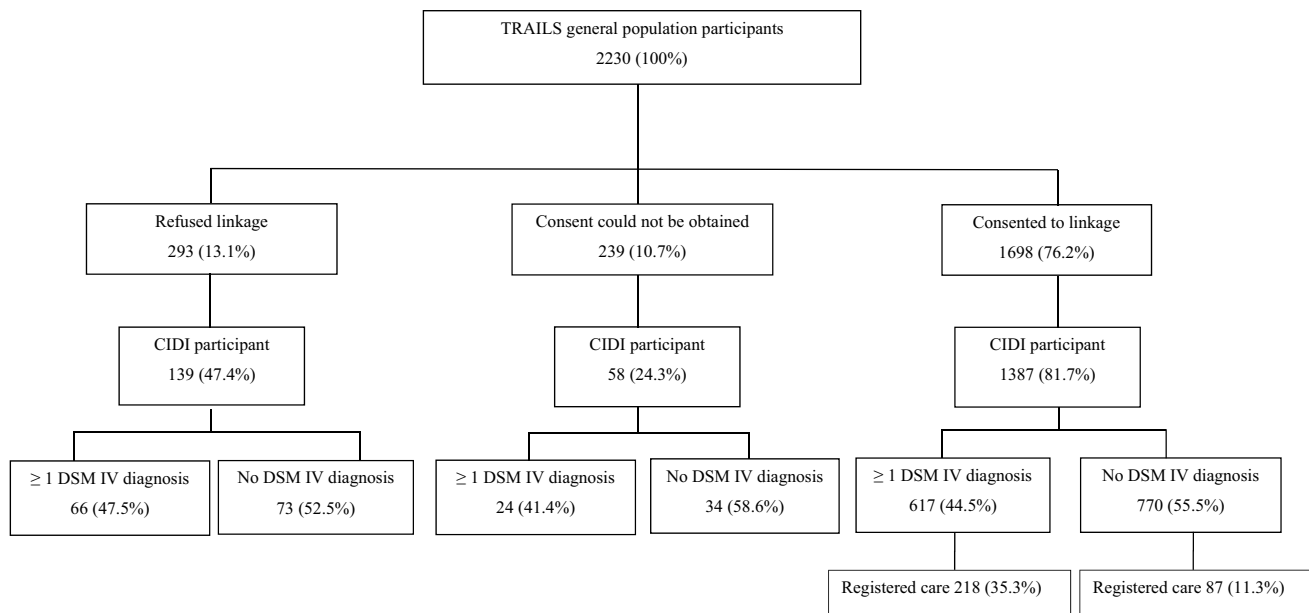 TRAILS general population participants
2230 (100%)
Refused linkage
293 (13.1%)
Consent could not be obtained
239 (10.7%)
Consented to linkage
1698 (76.2%)
CIDI participant
139 (47.4%)
CIDI participant
58 (24.3%)
CIDI participant
1387 (81.7%)
≥ 1 DSM IV diagnosis
66 (47.5%)
No DSM IV diagnosis
73 (52.5%)
≥ 1 DSM IV diagnosis
24 (41.4%)
No DSM IV diagnosis
34 (58.6%)
≥ 1 DSM IV diagnosis
617 (44.5%)
No DSM IV diagnosis
770 (55.5%)
Registered care 218 (35.3%)
Registered care 87 (11.3%)